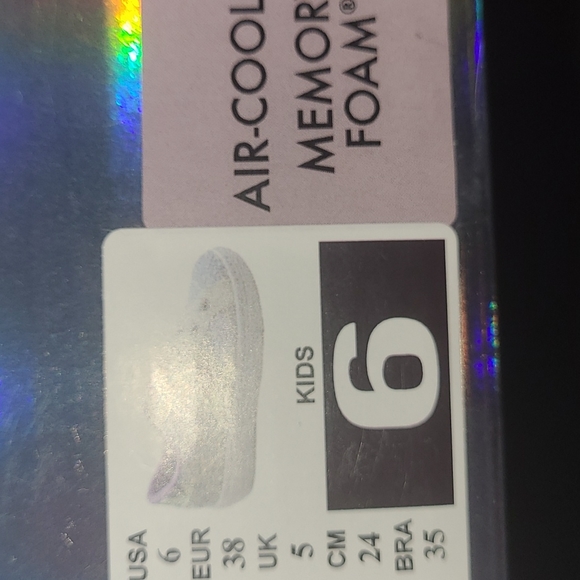 AIR-COOL
MEMOR
FOAM®
KIDS
6
USA
6
EUR
38
UK
5
CM
24
BRA
35